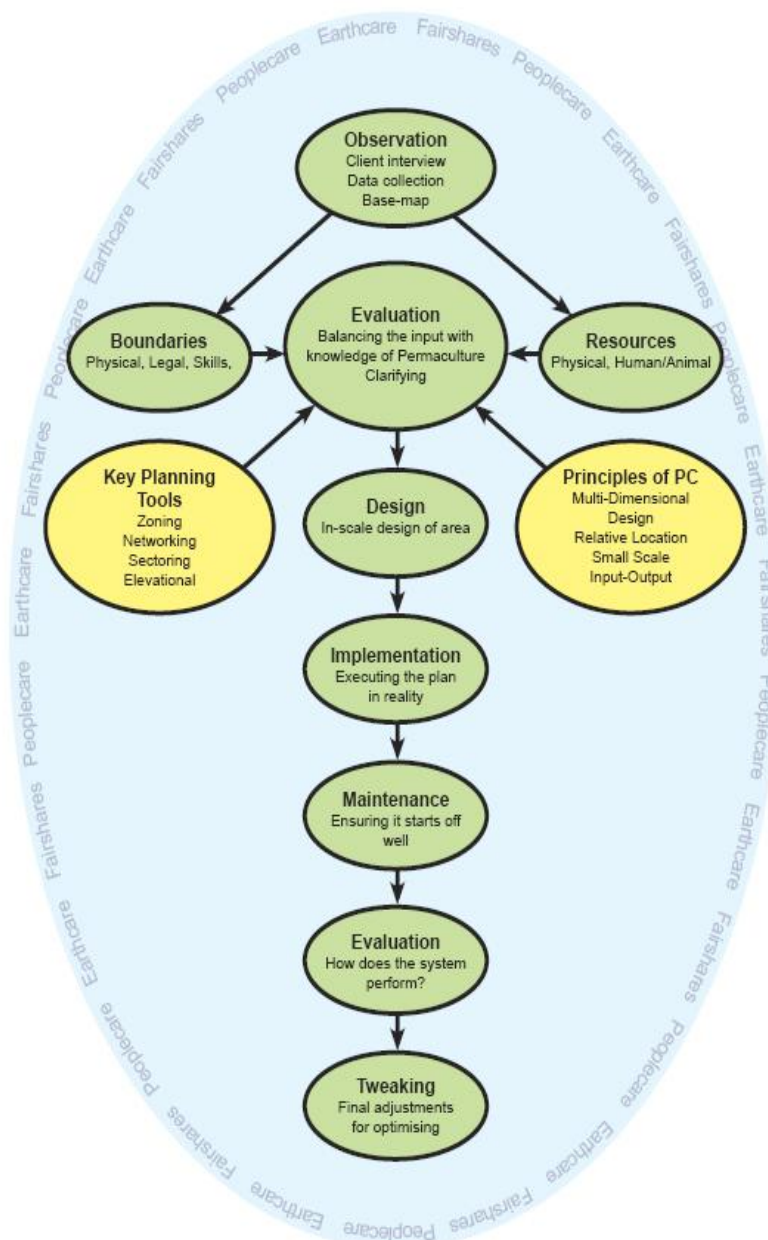 Earthcare Fairshares Peoplecare Earthcare Fairshares Peoplecare Earthcare Fairshares Peoplecare Earthcare Fairshares Peoplecare Earthcare Fairshares Peoplecare Earthcare Fairshares Peoplecare Earthcare Fairshares Peoplecare Earthcare Fairshares Peoplecare Earthcare Fairshares Peoplecare
Observation
Client interview
Data collection
Base-map
Boundaries
Physical, Legal, Skills,
Evaluation
Balancing the input with
knowledge of Permaculture
Clarifying
Resources
Physical, Human/Animal
Key Planning
Tools
Zoning
Networking
Sectoring
Elevational
Design
In-scale design of area
Principles of PC
Multi-Dimensional
Design
Relative Location
Small Scale
Input-Output
Implementation
Executing the plan
in reality
Maintenance
Ensuring it starts off
well
Evaluation
How does the system
perform?
Tweaking
Final adjustments
for optimising